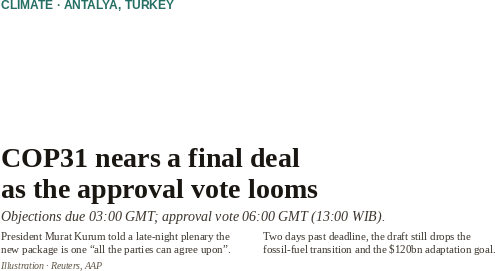 CLIMATE · ANTALYA, TURKEY
COP31 nears a final deal
as the approval vote looms
Objections due 03:00 GMT; approval vote 06:00 GMT (13:00 WIB).
President Murat Kurum told a late-night plenary the
new package is one “all the parties can agree upon”.
Two days past deadline, the draft still drops the
fossil-fuel transition and the $120bn adaptation goal.
Illustration · Reuters, AAP